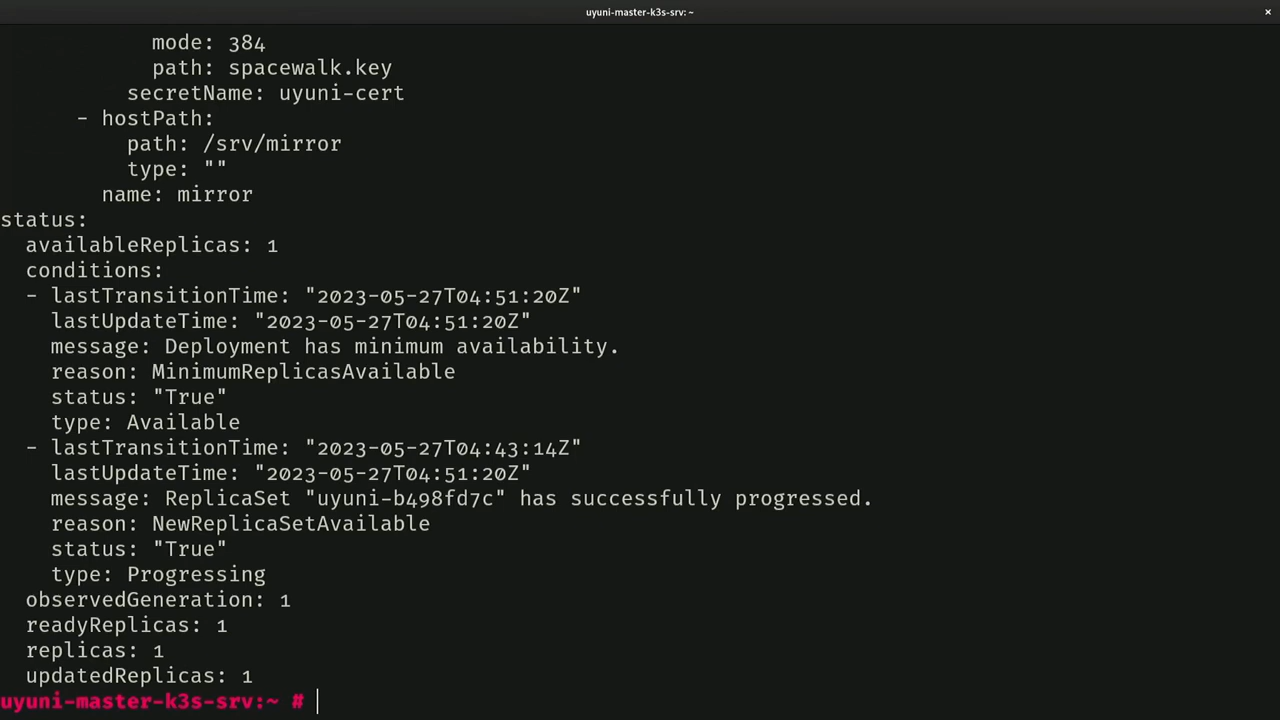 uyuni-master-k3s-srv: ~
×
            mode: 384
            path: spacewalk.key
          secretName: uyuni-cert
      - hostPath:
          path: /srv/mirror
          type: ""
        name: mirror
status:
  availableReplicas: 1
  conditions:
  - lastTransitionTime: "2023-05-27T04:51:20Z"
    lastUpdateTime: "2023-05-27T04:51:20Z"
    message: Deployment has minimum availability.
    reason: MinimumReplicasAvailable
    status: "True"
    type: Available
  - lastTransitionTime: "2023-05-27T04:43:14Z"
    lastUpdateTime: "2023-05-27T04:51:20Z"
    message: ReplicaSet "uyuni-b498fd7c" has successfully progressed.
    reason: NewReplicaSetAvailable
    status: "True"
    type: Progressing
  observedGeneration: 1
  readyReplicas: 1
  replicas: 1
  updatedReplicas: 1
uyuni-master-k3s-srv:~ #